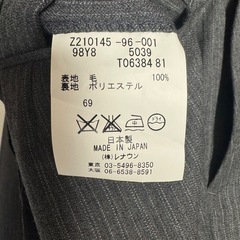 Z210145-96-001
98Y8 5039
T06384 81
表地 毛 100%
裏地 ポリエステル
69
日本製
MADE IN JAPAN
(株)レナウン
東京 03-5496-8350
大阪 06-6538-8591